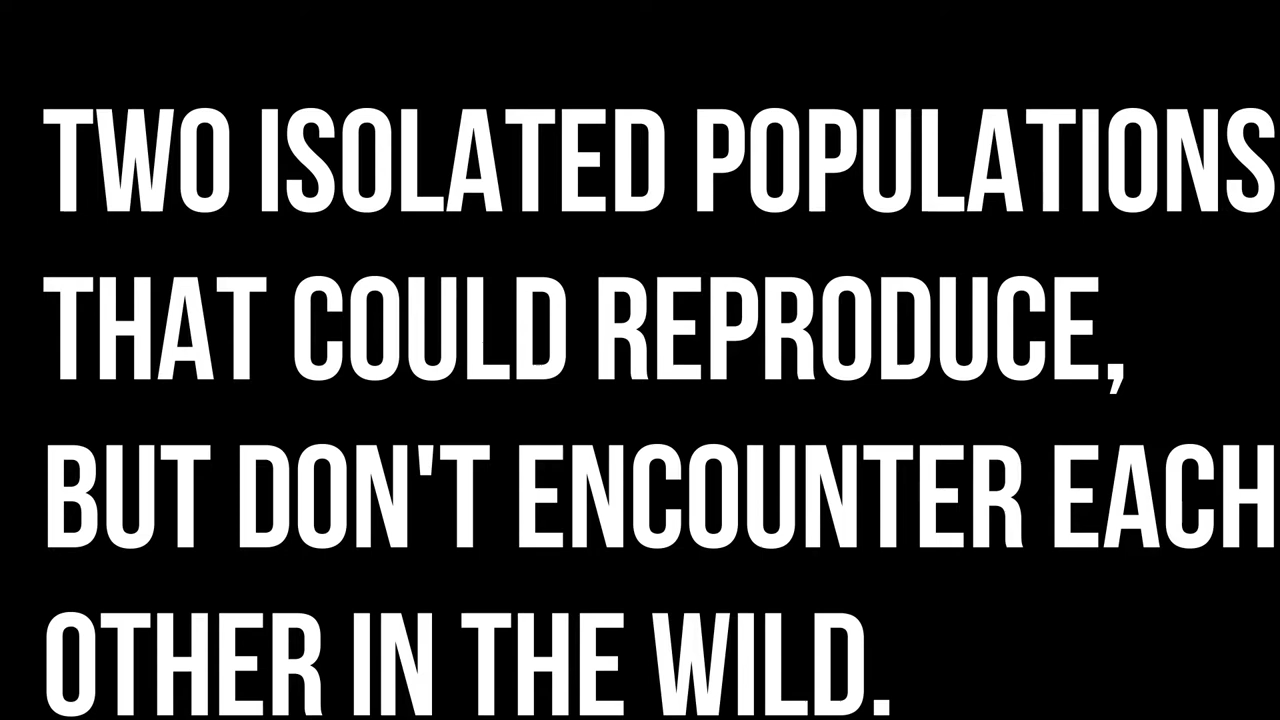 TWO ISOLATED POPULATIONS
THAT COULD REPRODUCE,
BUT DON'T ENCOUNTER EACH
OTHER IN THE WILD.